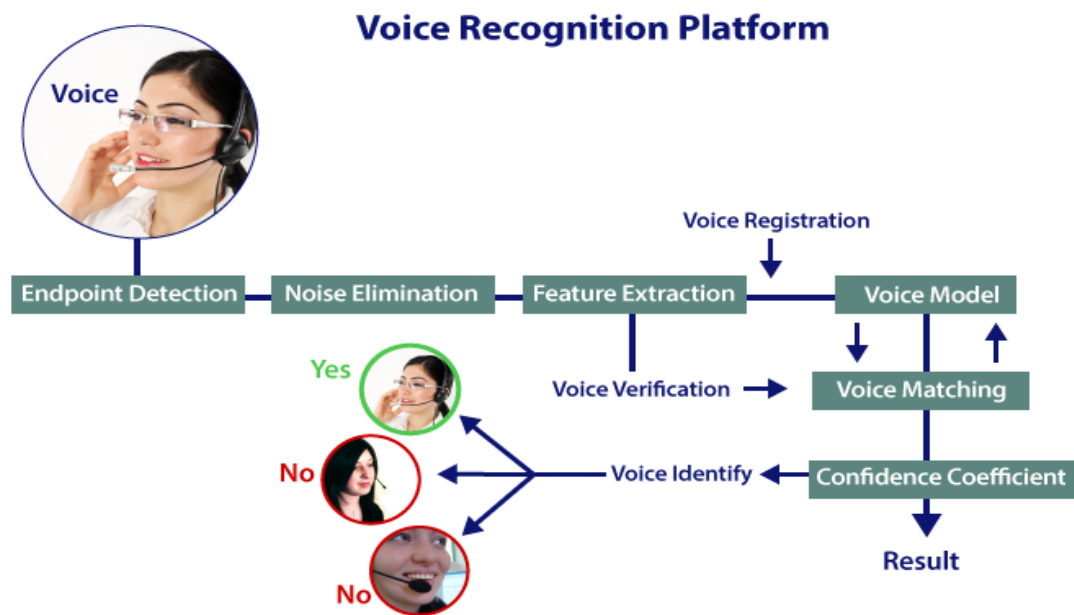 Voice Recognition Platform
Voice
Voice Registration
Endpoint Detection
Noise Elimination
Feature Extraction
Voice Model
Yes
Voice Verification
Voice Matching
No
Voice Identify
Confidence Coefficient
No
Result